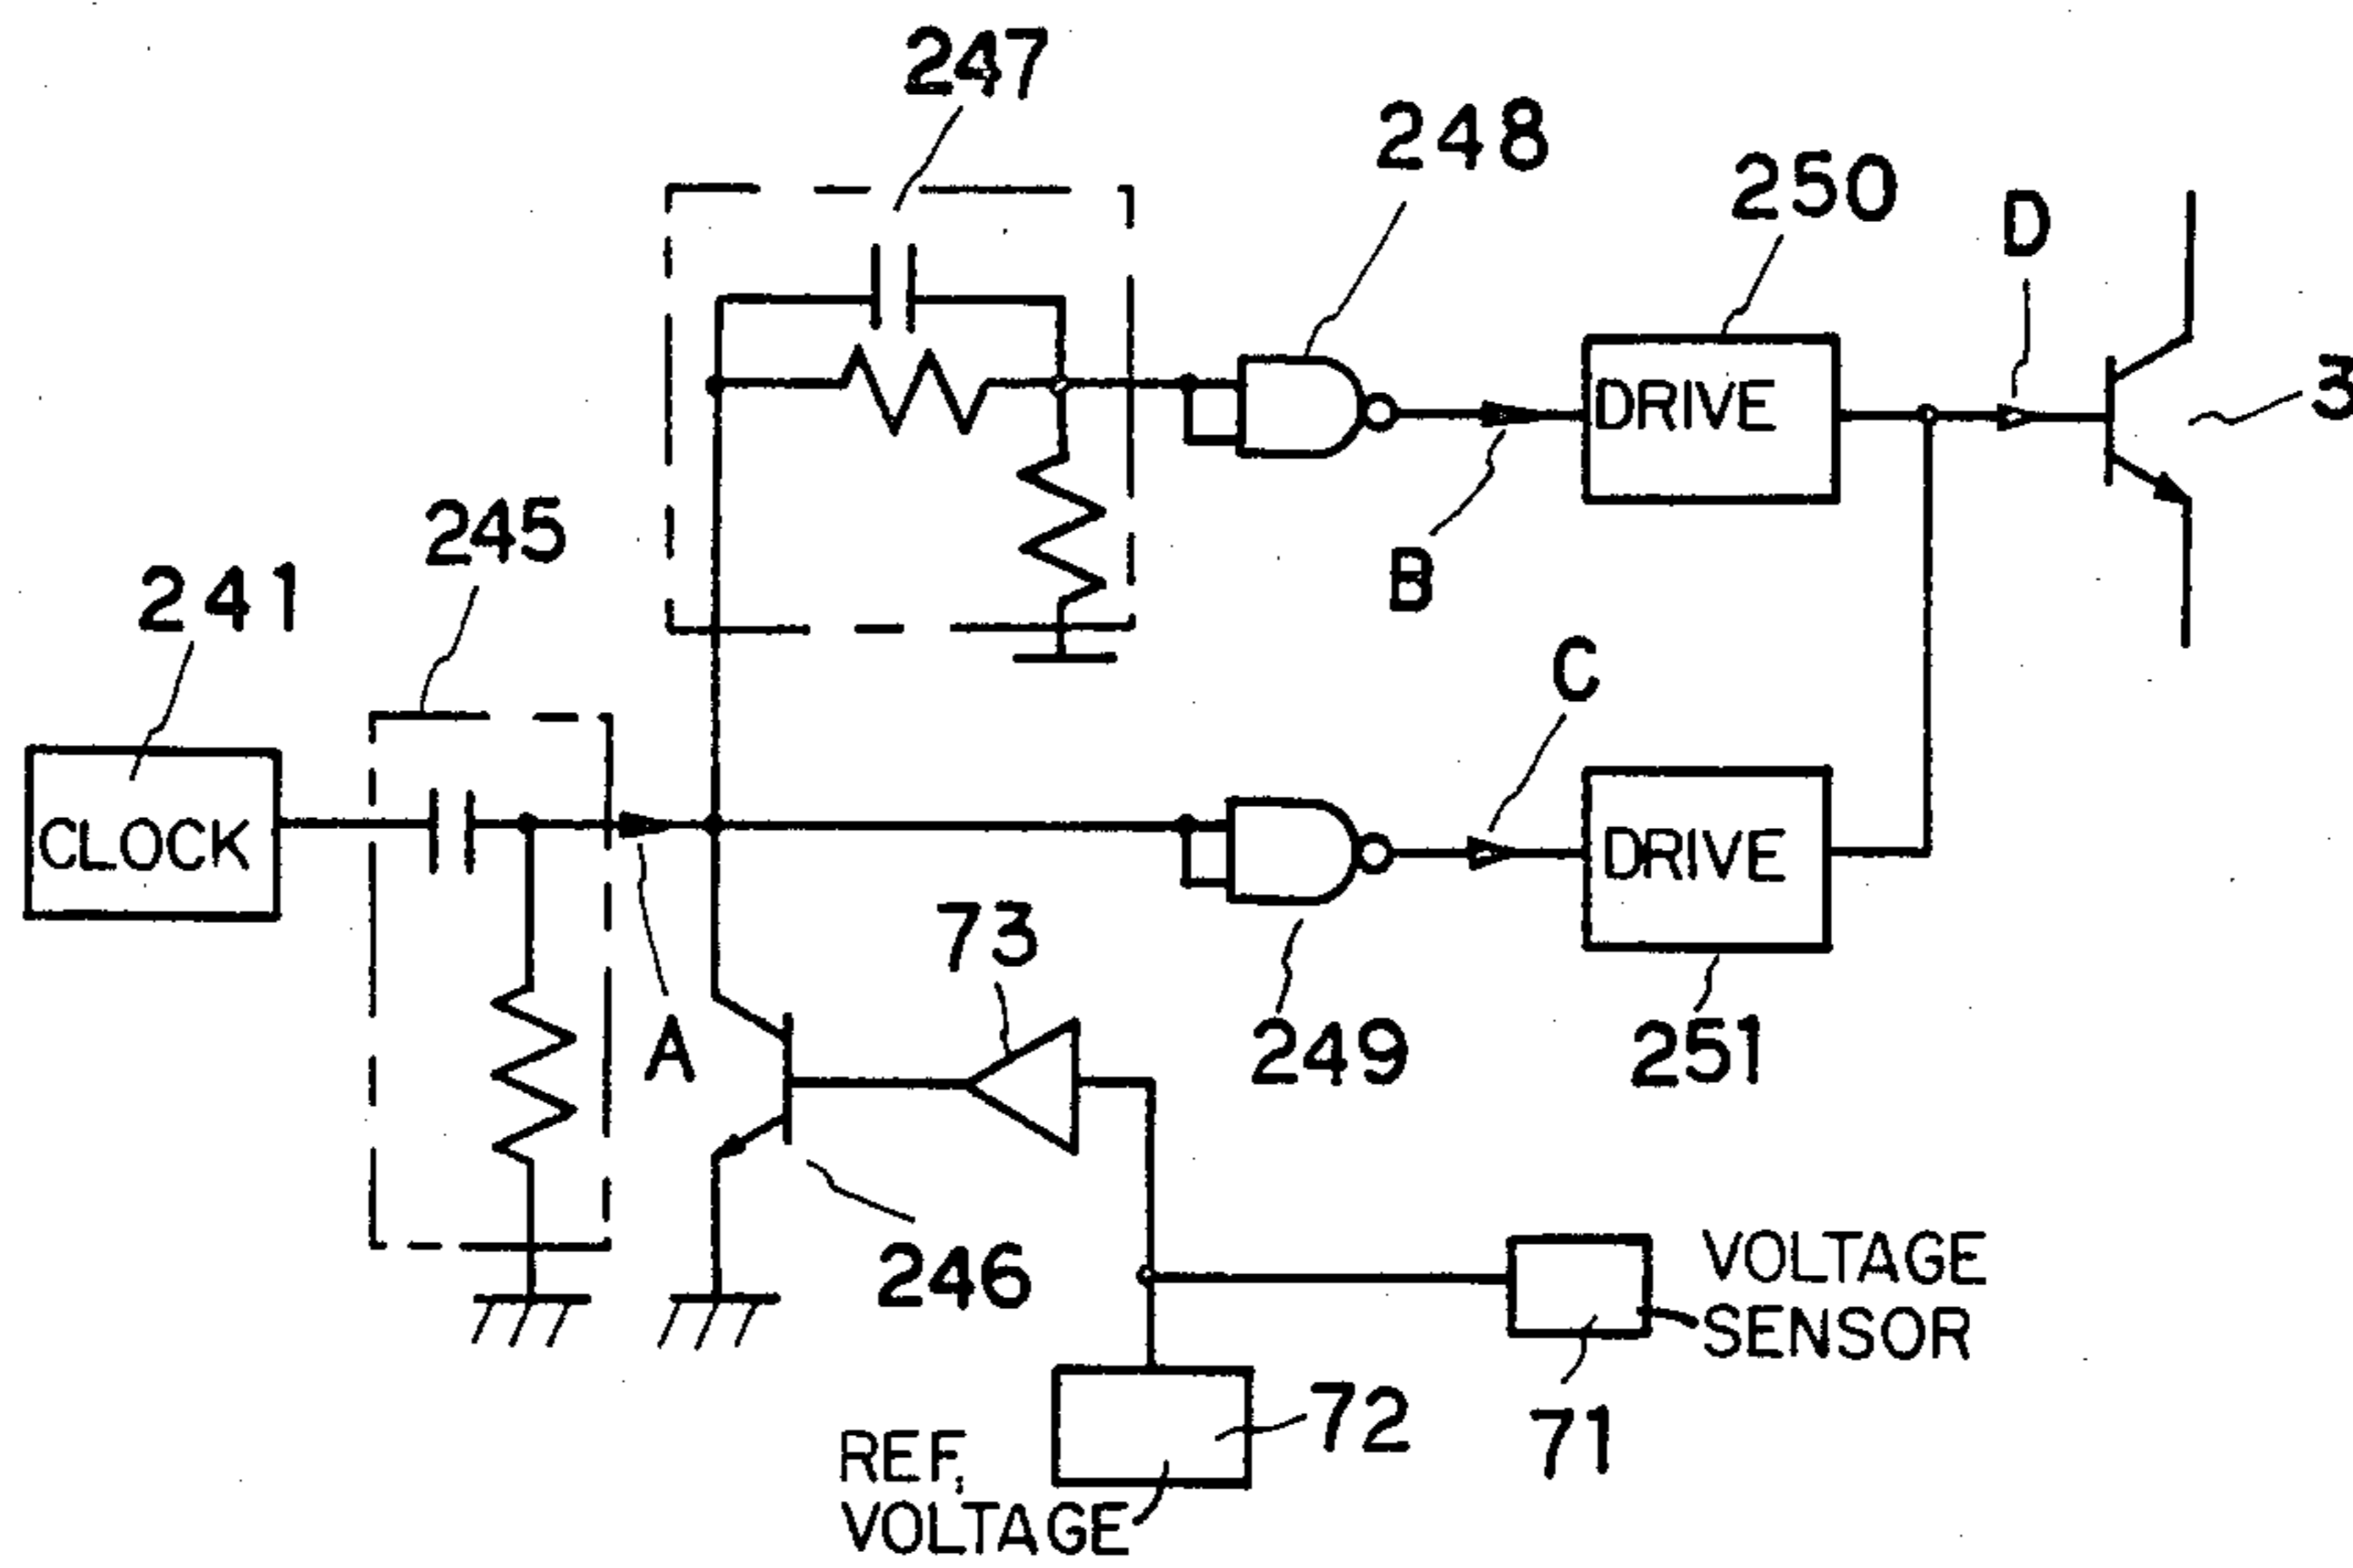 247
248
250
D
3
245
241
B
C
DRIVE
CLOCK
DRIVE
73
A
249
251
246
VOLTAGE
SENSOR
72
71
REF.
VOLTAGE